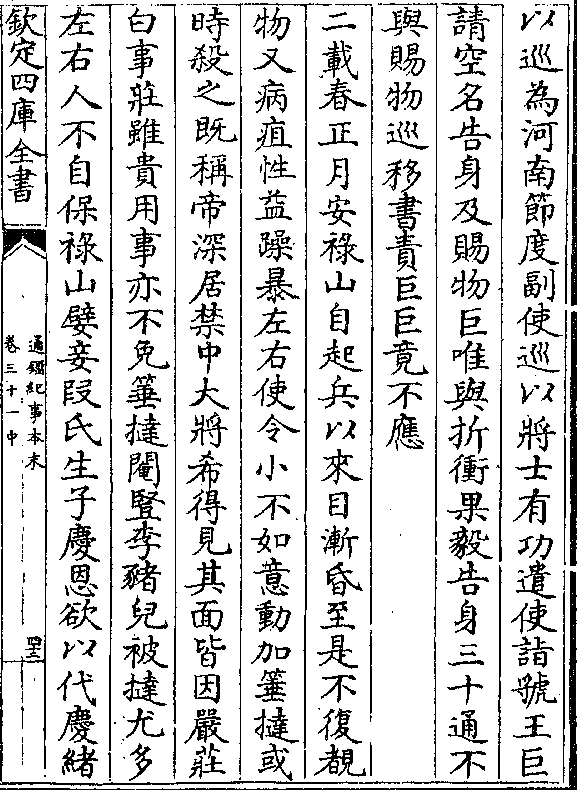 以巡為河南節度副使巡以將士有功遣使詣虢王巨
請空名告身及賜物巨唯與折衝果毅告身三十通不
與賜物巡移書責巨巨竟不應
二載春正月安祿山自起兵以來目漸昏至是不復覩
物又病疽性益躁暴左右使令小不如意動加箠撻或
時殺之既稱帝深居禁中大將希得見其面皆因嚴莊
白事莊雖貴用事亦不免箠撻閹豎李豬兒被撻尤多
左右人不自保祿山嬖妾段氏生子慶恩欲以代慶緒
欽定四庫全書
通鑑紀事本末
卷三十一中
四三